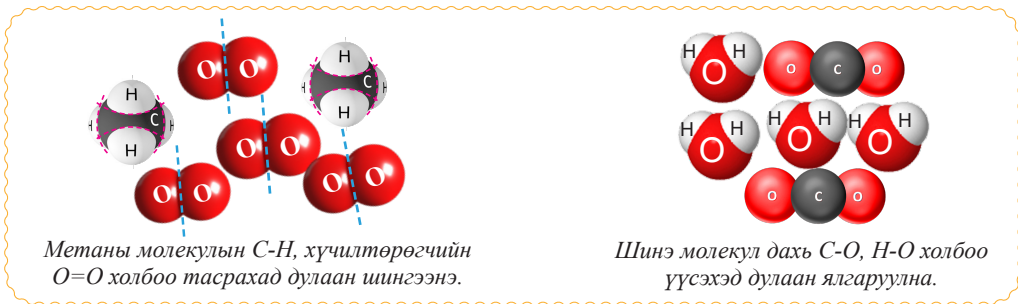 O O
H
C
H
H
H
H
C
H
O O
O O
O O
H H
O
O C O
H H
O
H H
O
H H
O
O C O
Метаны молекулын C-H, хүчилтөрөгчийн
O=O холбоо тасрахад дулаан шингээнэ.
Шинэ молекул дахь C-O, H-O холбоо
үүсэхэд дулаан ялгаруулна.